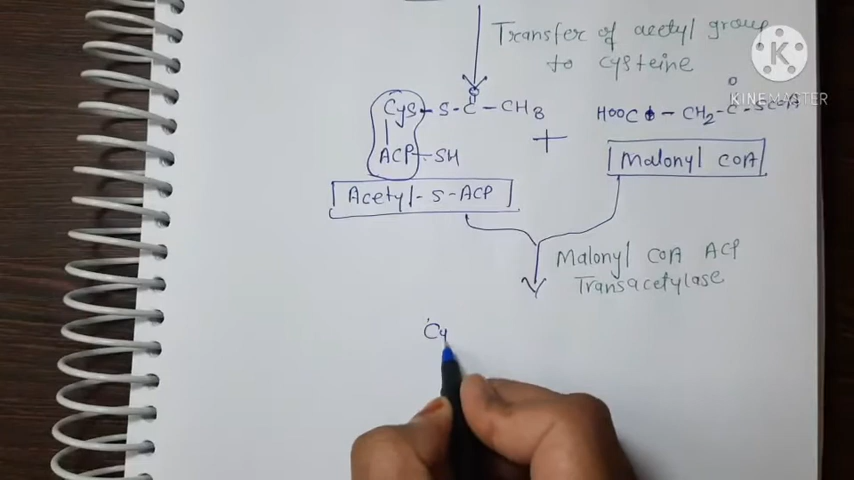 Transfer of acetyl group
to cysteine
KINEMASTER
O
Cys-S-C-CH3
ACP-SH
+
HOOC-CH2-C-SCOA
Acetyl-S-ACP
Malonyl COA
Malonyl COA ACP
Transacetylase
Cy